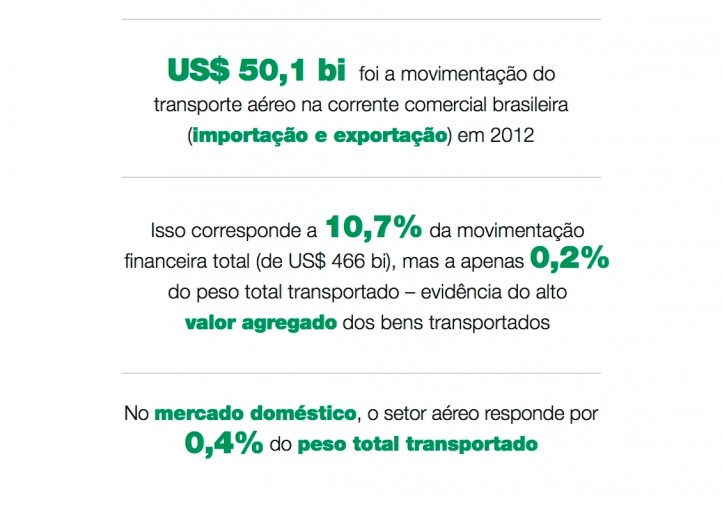 US$ 50,1 bi foi a movimentação do
transporte aéreo na corrente comercial brasileira
(importação e exportação) em 2012
Isso corresponde a 10,7% da movimentação
financeira total (de US$ 466 bi), mas a apenas 0,2%
do peso total transportado – evidência do alto
valor agregado dos bens transportados
No mercado doméstico, o setor aéreo responde por
0,4% do peso total transportado